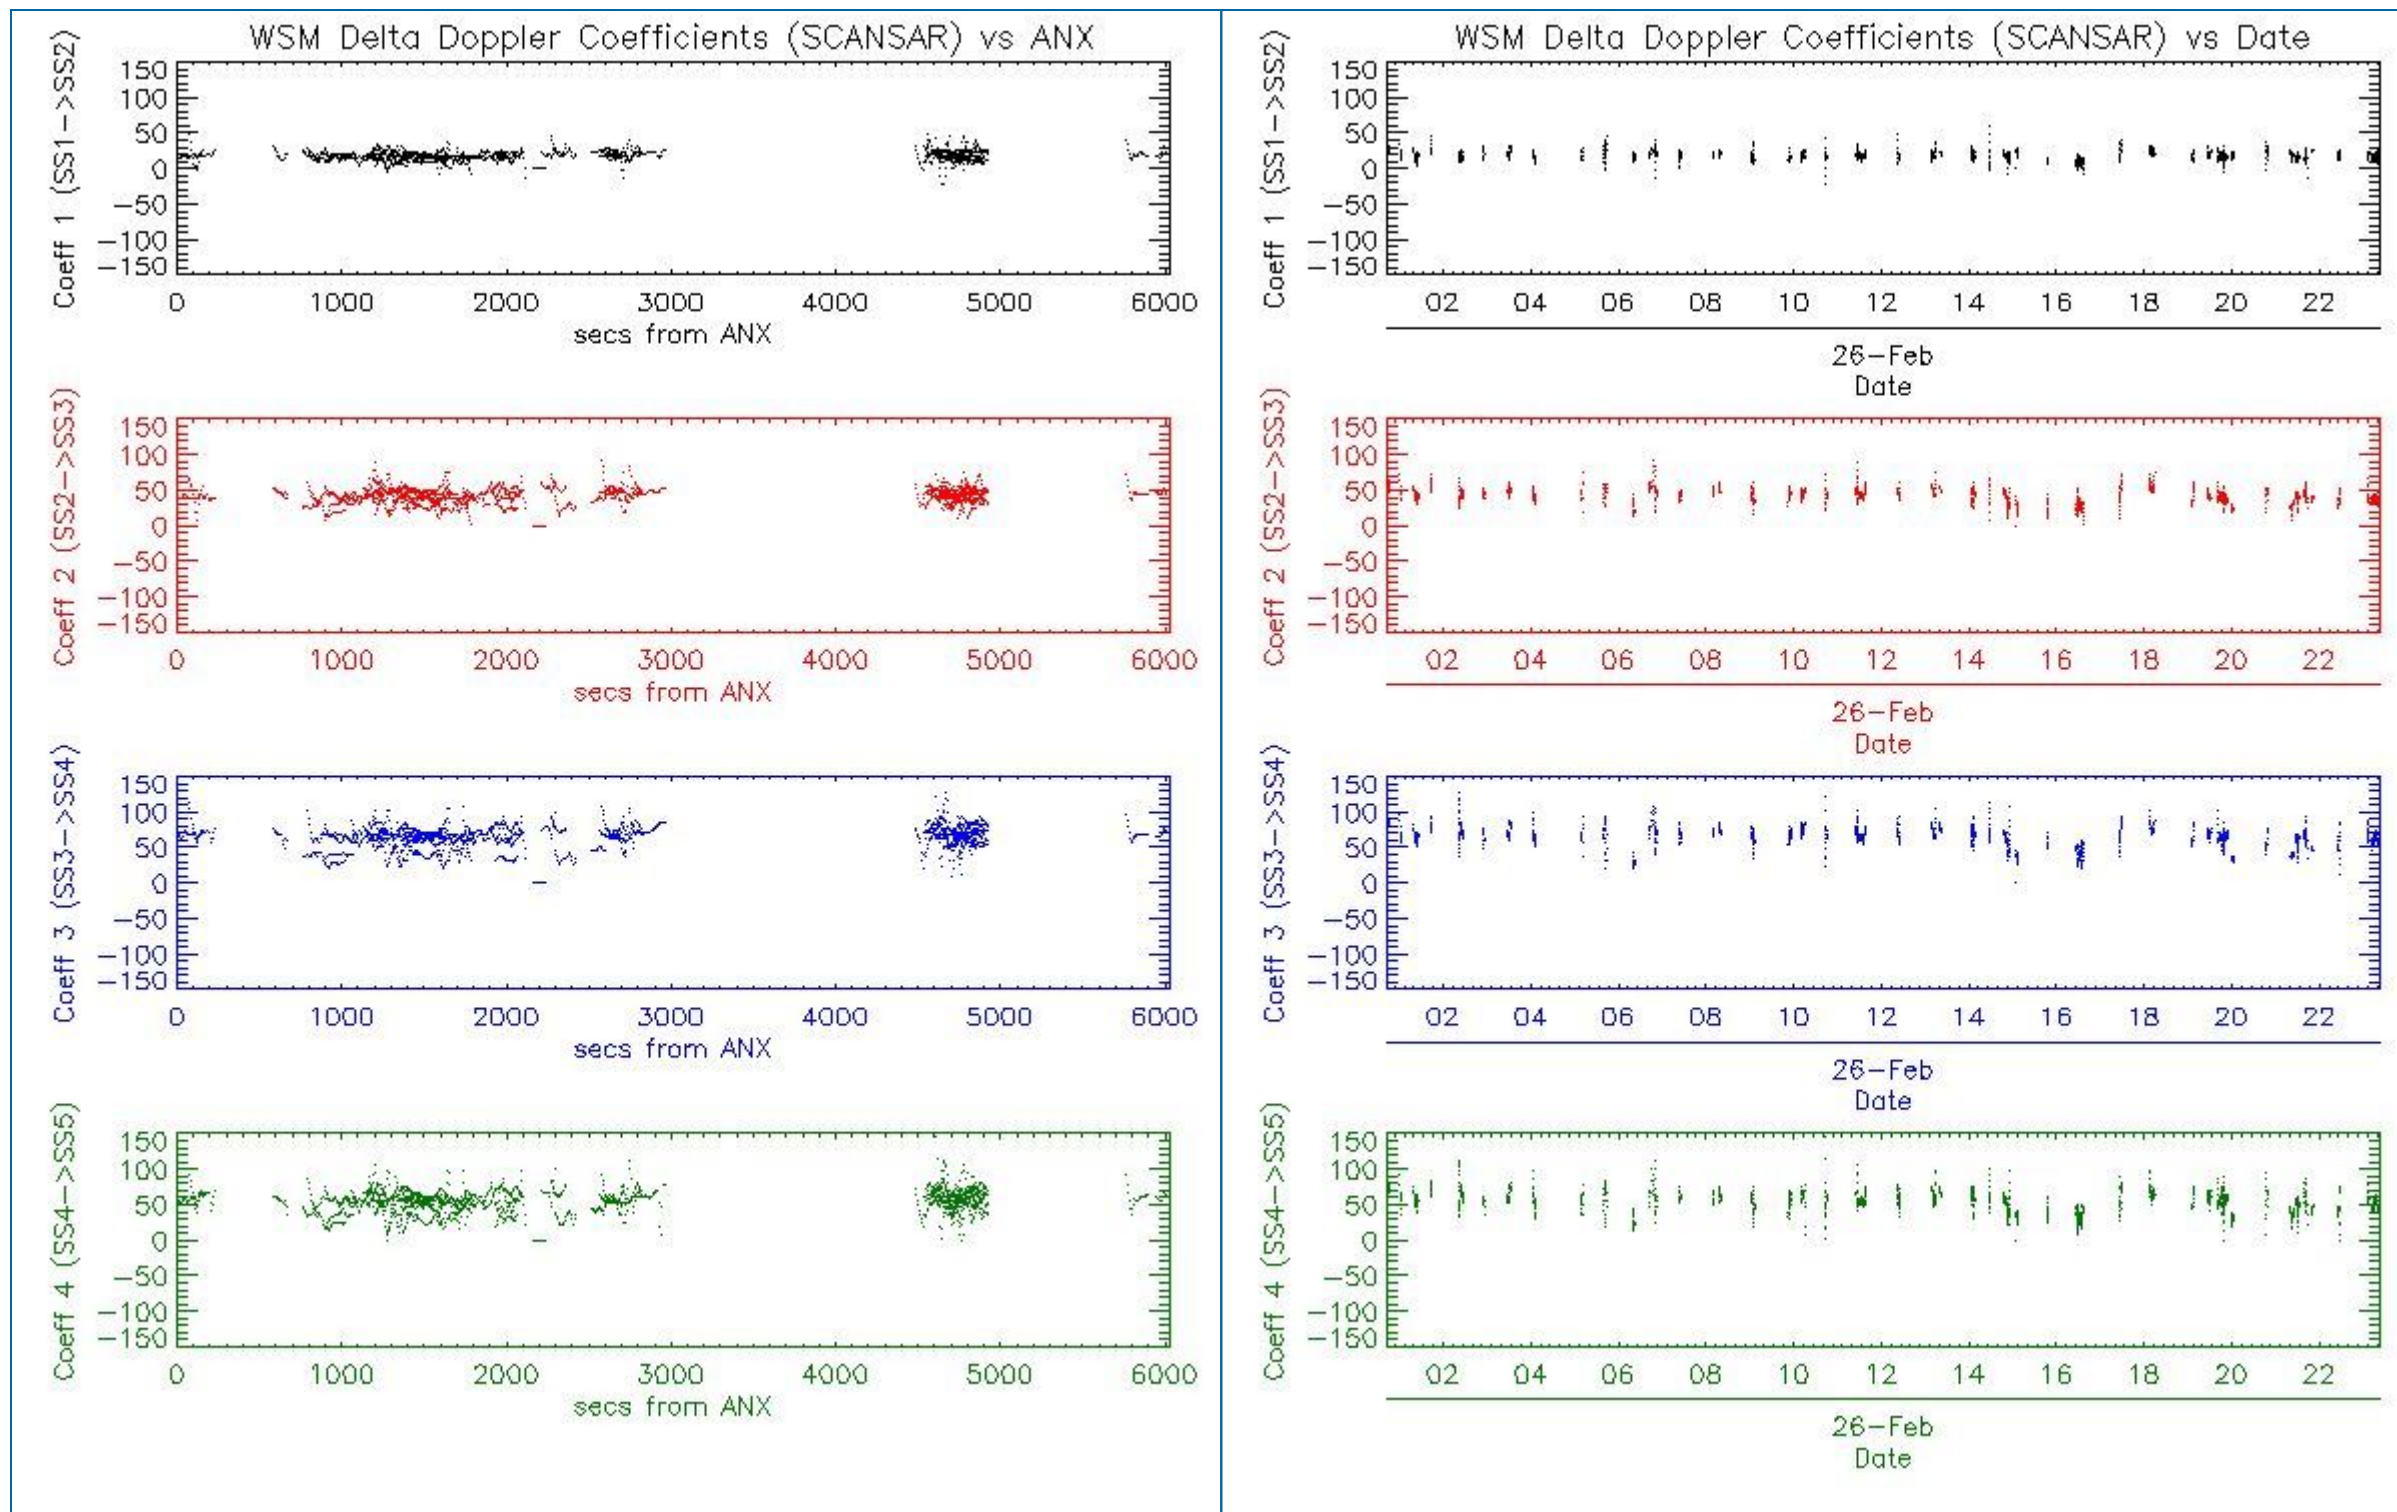 WSM Delta Doppler Coefficients (SCANSAR) vs ANX
Coeff 1 (SS1->SS2)
150
100
50
0
-50
-100
-150
0 1000 2000 3000 4000 5000 6000
secs from ANX
Coeff 2 (SS2->SS3)
150
100
50
0
-50
-100
-150
0 1000 2000 3000 4000 5000 6000
secs from ANX
Coeff 3 (SS3->SS4)
150
100
50
0
-50
-100
-150
0 1000 2000 3000 4000 5000 6000
secs from ANX
Coeff 4 (SS4->SS5)
150
100
50
0
-50
-100
-150
0 1000 2000 3000 4000 5000 6000
secs from ANX
WSM Delta Doppler Coefficients (SCANSAR) vs Date
Coeff 1 (SS1->SS2)
150
100
50
0
-50
-100
-150
02 04 06 08 10 12 14 16 18 20 22
26-Feb
Date
Coeff 2 (SS2->SS3)
150
100
50
0
-50
-100
-150
02 04 06 08 10 12 14 16 18 20 22
26-Feb
Date
Coeff 3 (SS3->SS4)
150
100
50
0
-50
-100
-150
02 04 06 08 10 12 14 16 18 20 22
26-Feb
Date
Coeff 4 (SS4->SS5)
150
100
50
0
-50
-100
-150
02 04 06 08 10 12 14 16 18 20 22
26-Feb
Date